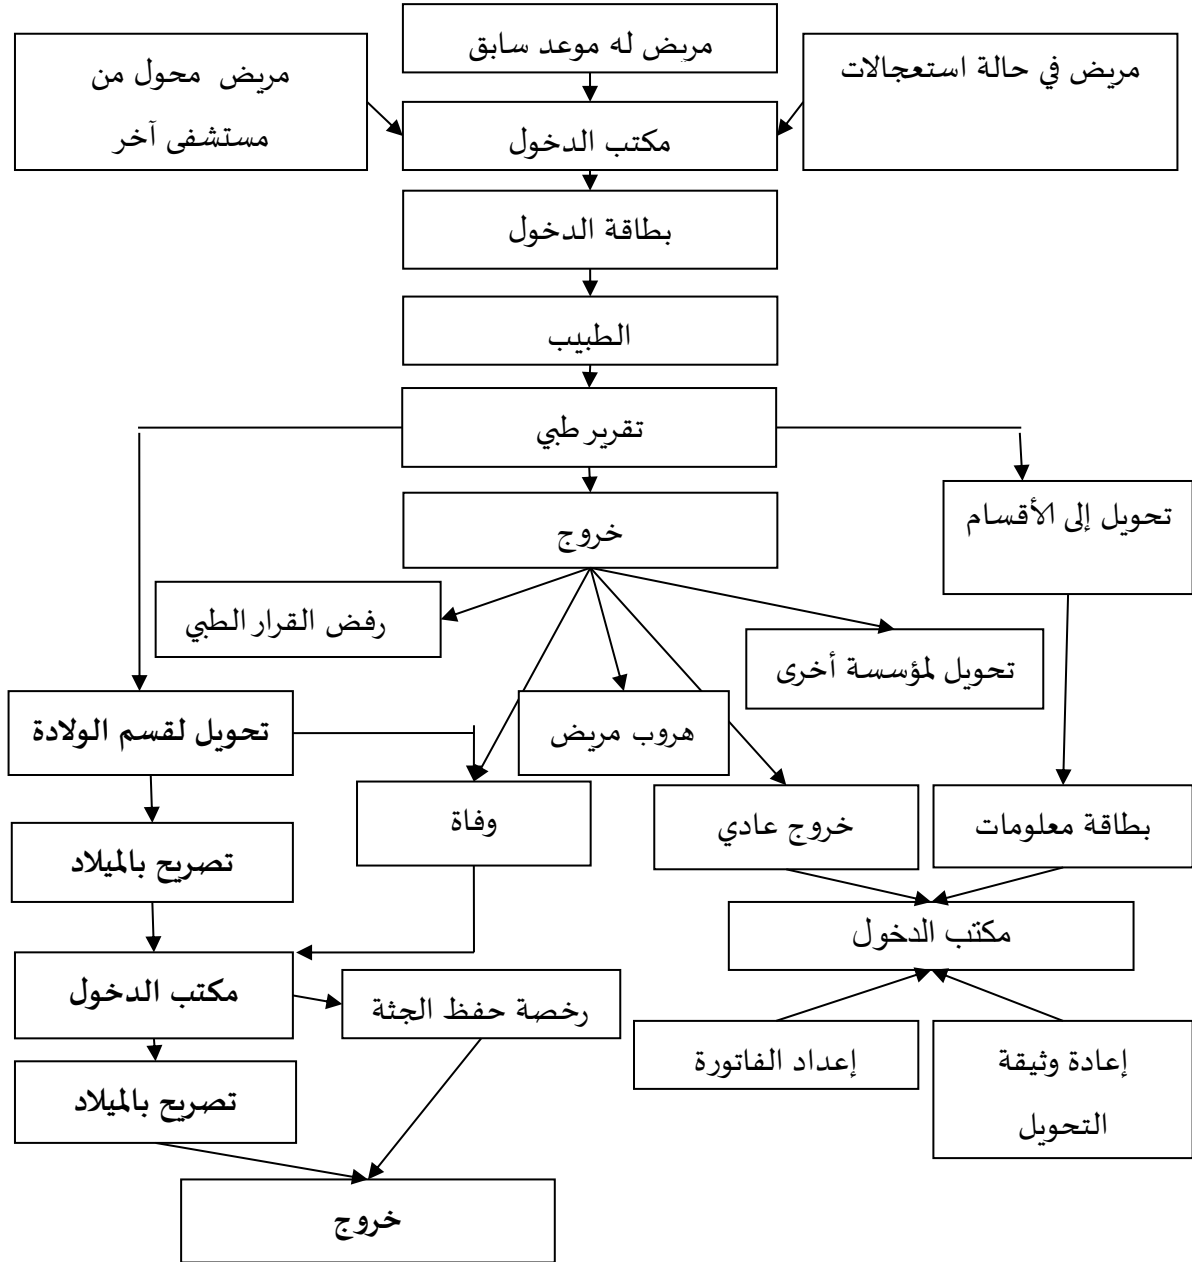 مريض له موعد سابق
مريض في حالة استعجالات
مريض محول من
مستشفى آخر
مكتب الدخول
بطاقة الدخول
الطبيب
تقرير طبي
تحويل إلى الأقسام
خروج
رفض القرار الطبي
تحويل لمؤسسة أخرى
هروب مريض
تحويل لقسم الولادة
وفاة
خروج عادي
بطاقة معلومات
تصريح بالميلاد
مكتب الدخول
مكتب الدخول
رخصة حفظ الجثة
إعداد الفاتورة
إعادة وثيقة
التحويل
تصريح بالميلاد
خروج